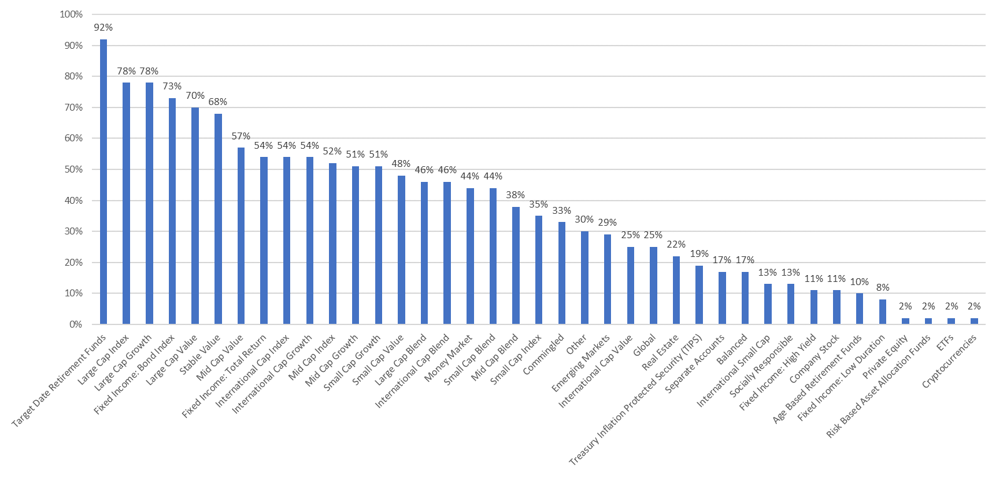 100%
90%
80%
70%
60%
50%
40%
30%
20%
10%
0%
92%
78%
78%
73%
70%
68%
57%
54%
54%
54%
52%
51%
51%
48%
46%
46%
44%
44%
38%
35%
33%
30%
29%
25%
25%
22%
19%
17%
17%
13%
13%
11%
11%
10%
8%
2%
2%
2%
2%
Target Date Retirement Funds
Large Cap Index
Large Cap Growth
Fixed Income: Bond Index
Large Cap Value
Stable Value
Mid Cap Value
Fixed Income: Total Return
International Cap Index
International Cap Growth
Mid Cap Index
Mid Cap Growth
Small Cap Growth
Small Cap Value
Large Cap Blend
International Cap Blend
Money Market
Small Cap Blend
Mid Cap Blend
Small Cap Index
Commingled
Other
Emerging Markets
International Cap Value
Global
Real Estate
Treasury Inflation Protected Security (TIPS)
Separate Accounts
Balanced
International Small Cap
Socially Responsible
Fixed Income: High Yield
Company Stock
Age Based Retirement Funds
Fixed Income: Low Duration
Private Equity
Risk Based Asset Allocation Funds
ETFs
Cryptocurrencies